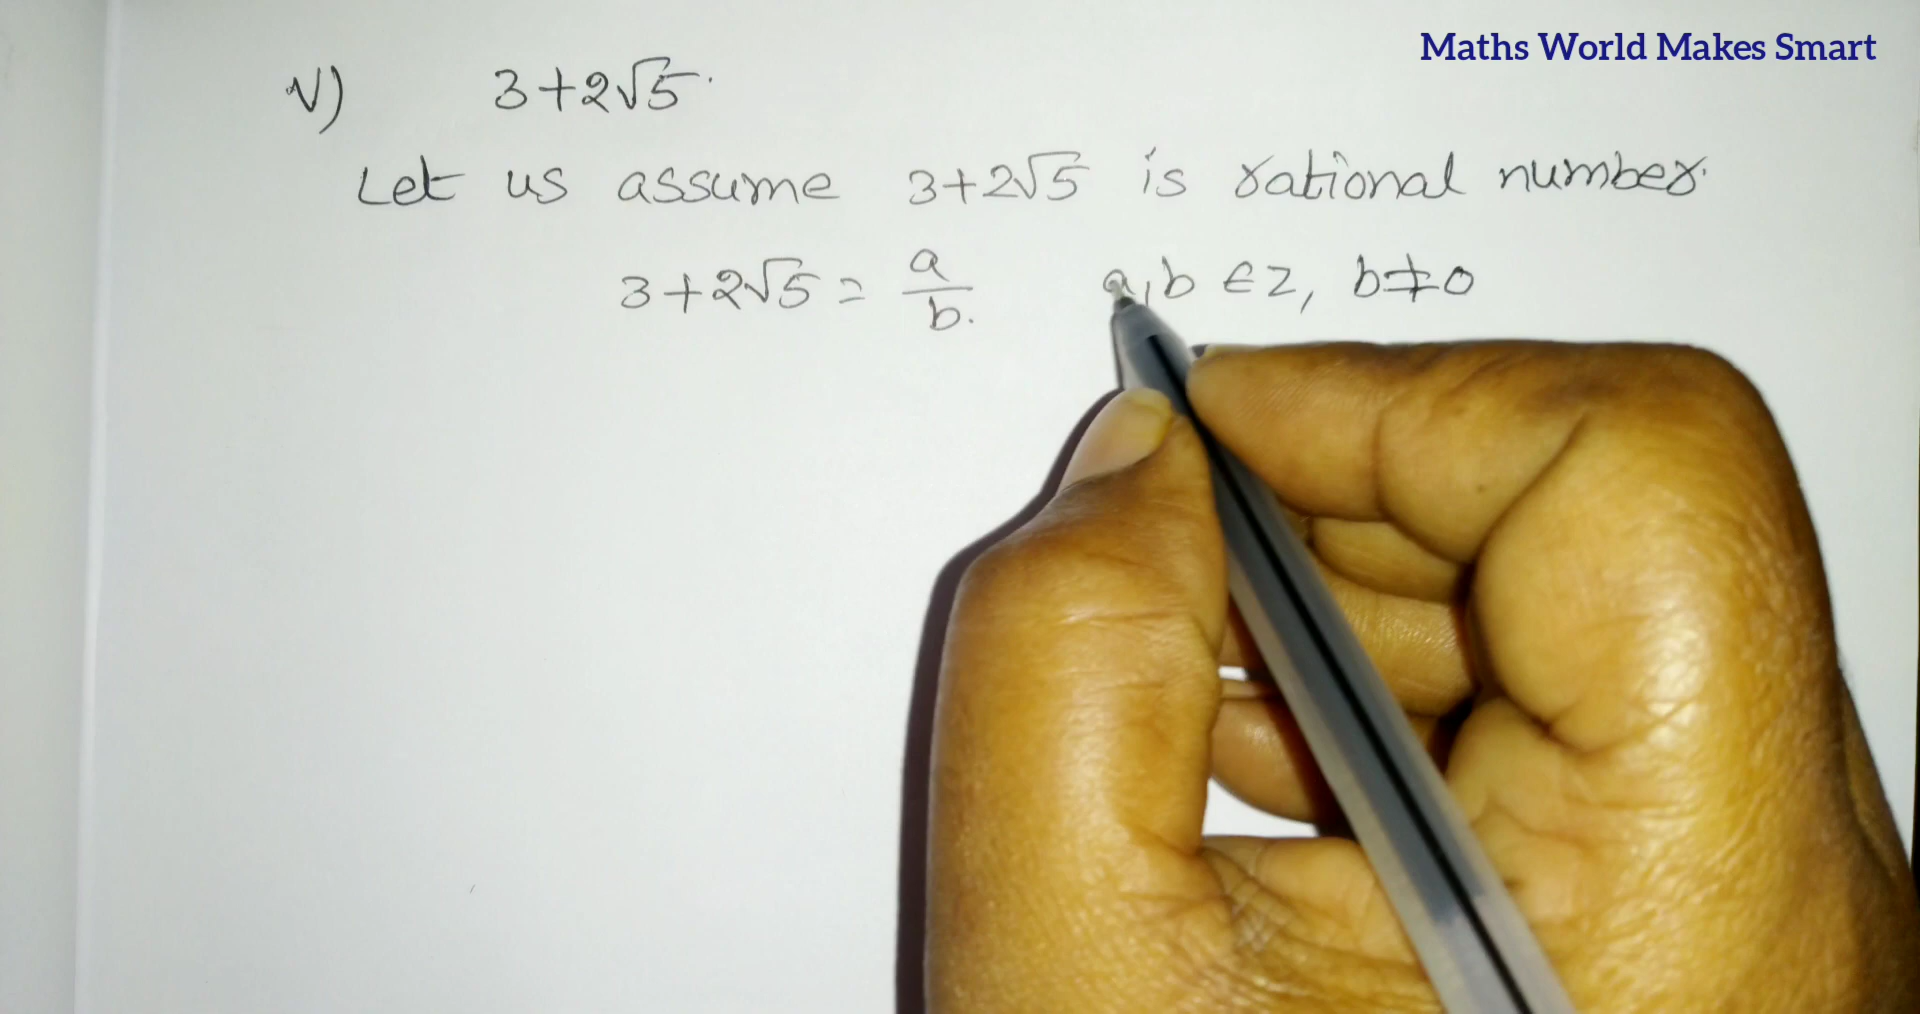 Maths World Makes Smart
V) 3+2√5.
Let us assume 3+2√5 is rational number.
3+2√5 = a/b. a,b ∈ Z, b≠0